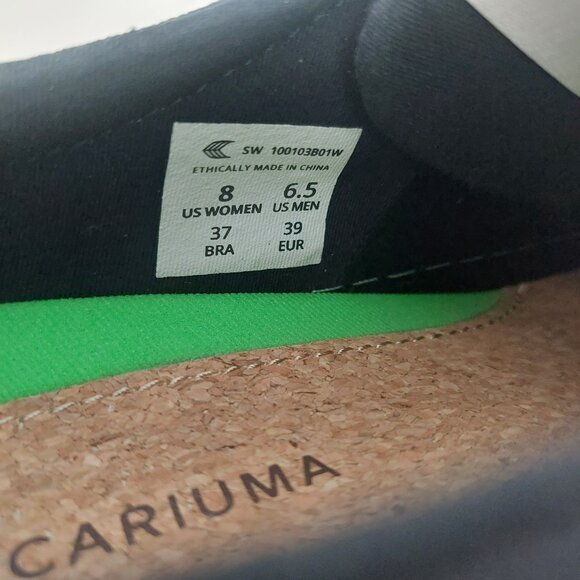 SW 100103B01W
ETHICALLY MADE IN CHINA
8 6.5
US WOMEN US MEN
37 39
BRA EUR
CARIUMA